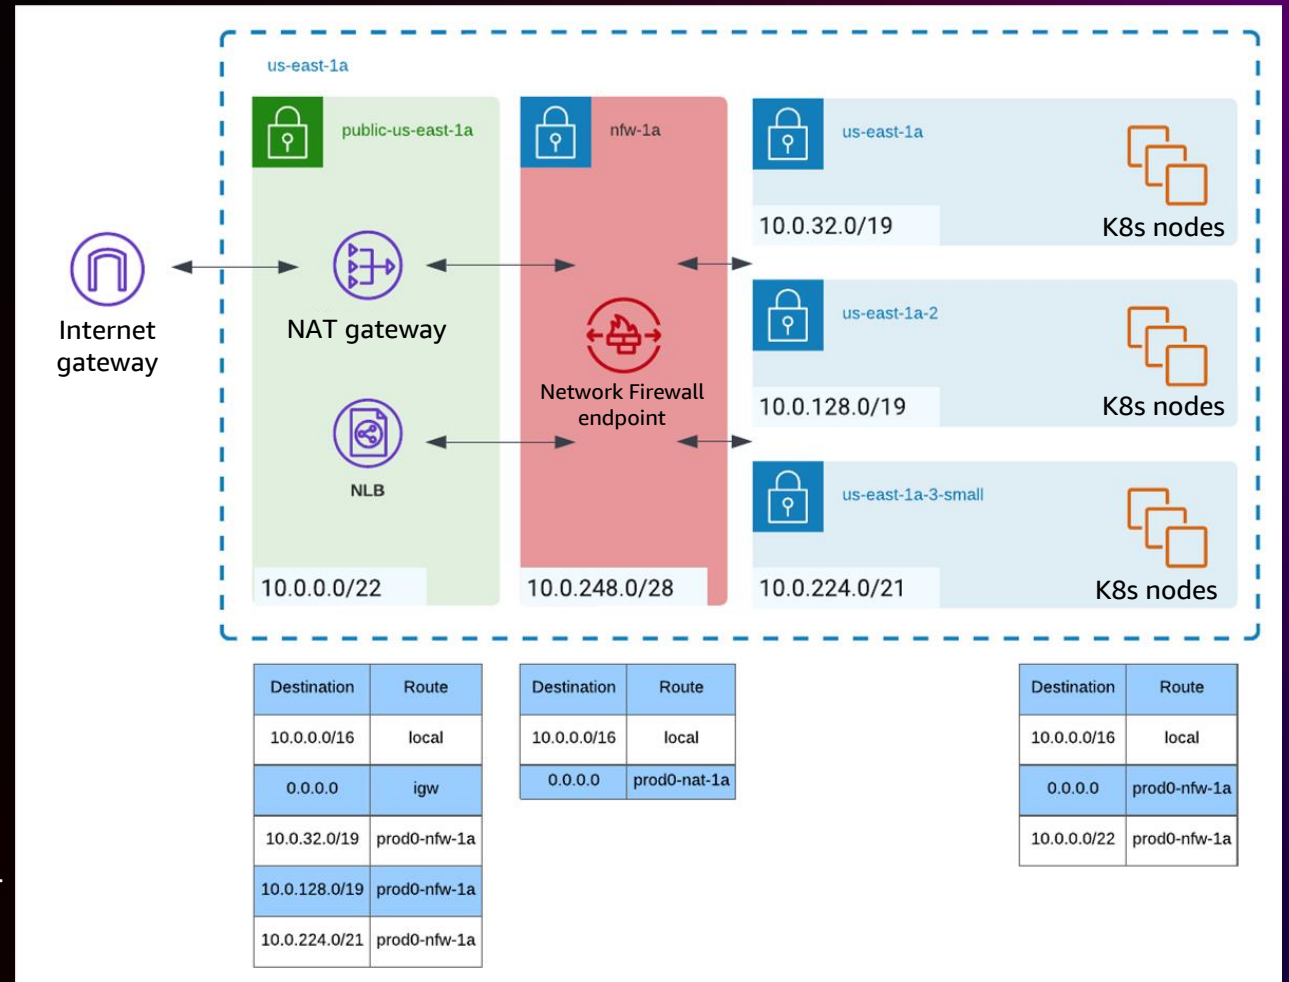 us-east-1a
public-us-east-1a
nfw-1a
us-east-1a
10.0.32.0/19
K8s nodes
Internet
gateway
NAT gateway
us-east-1a-2
Network Firewall
endpoint
10.0.128.0/19
K8s nodes
NLB
us-east-1a-3-small
10.0.0.0/22
10.0.248.0/28
10.0.224.0/21
K8s nodes
Destination Route
10.0.0.0/16 local
0.0.0.0 igw
10.0.32.0/19 prod0-nfw-1a
10.0.128.0/19 prod0-nfw-1a
10.0.224.0/21 prod0-nfw-1a
Destination Route
10.0.0.0/16 local
0.0.0.0 prod0-nat-1a
Destination Route
10.0.0.0/16 local
0.0.0.0 prod0-nfw-1a
10.0.0.0/22 prod0-nfw-1a